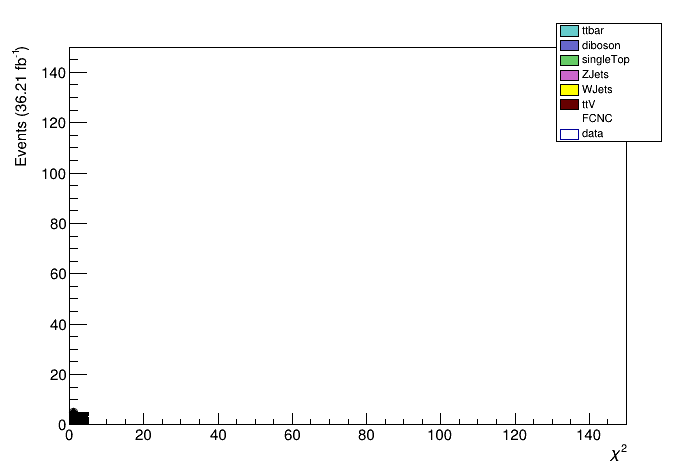 ttbar
diboson
singleTop
ZJets
WJets
ttV
FCNC
data
Events (36.21 fb⁻¹)
140
120
100
80
60
40
20
0
0 20 40 60 80 100 120 140
χ²